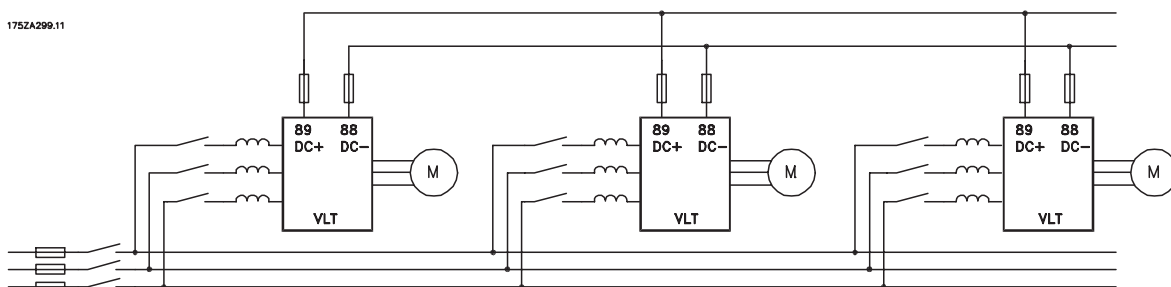 175ZA299.11
89 88
DC+ DC-
VLT
M
89 88
DC+ DC-
VLT
M
89 88
DC+ DC-
VLT
M